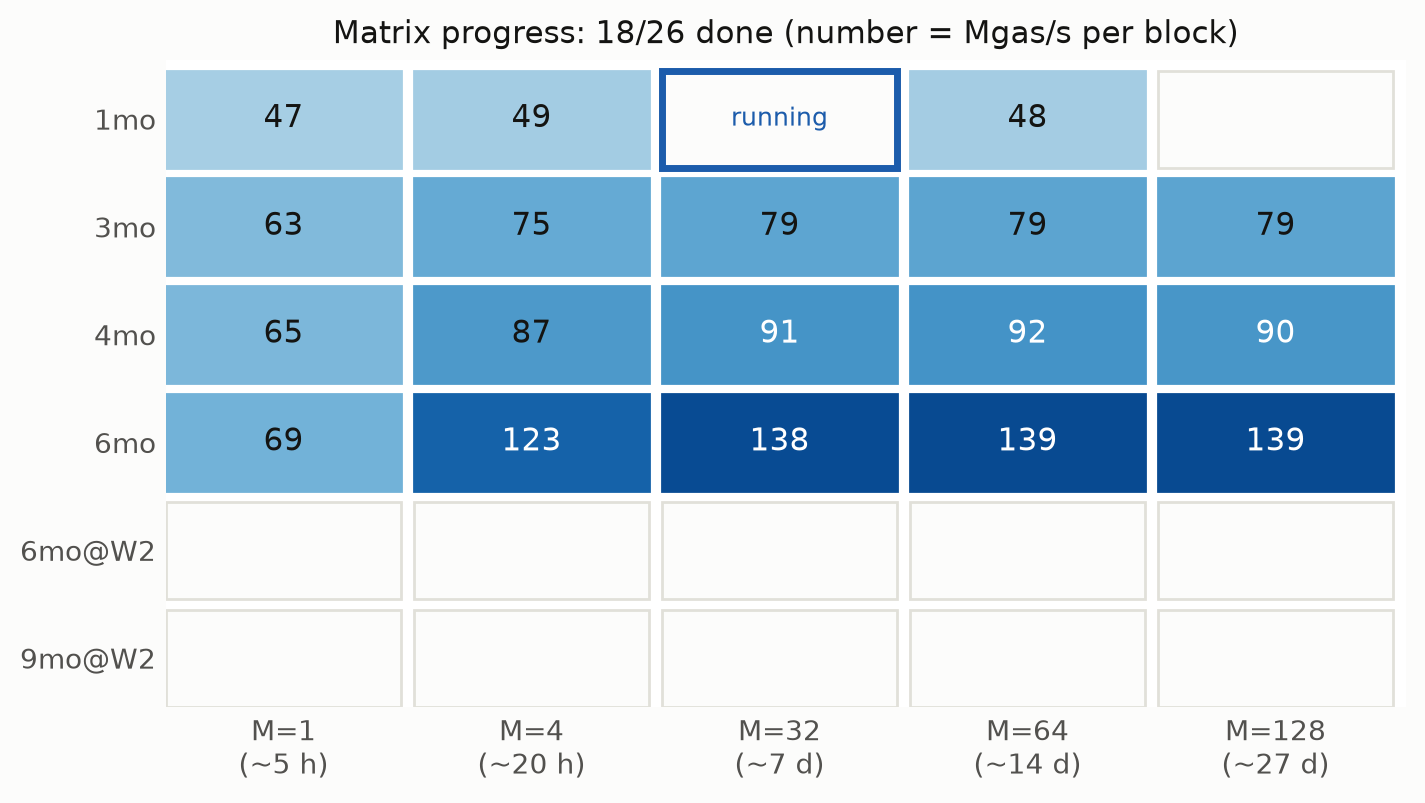 Matrix progress: 18/26 done (number = Mgas/s per block)
1mo 47 49 running 48
3mo 63 75 79 79 79
4mo 65 87 91 92 90
6mo 69 123 138 139 139
6mo@W2
9mo@W2
M=1 M=4 M=32 M=64 M=128
(~5 h) (~20 h) (~7 d) (~14 d) (~27 d)